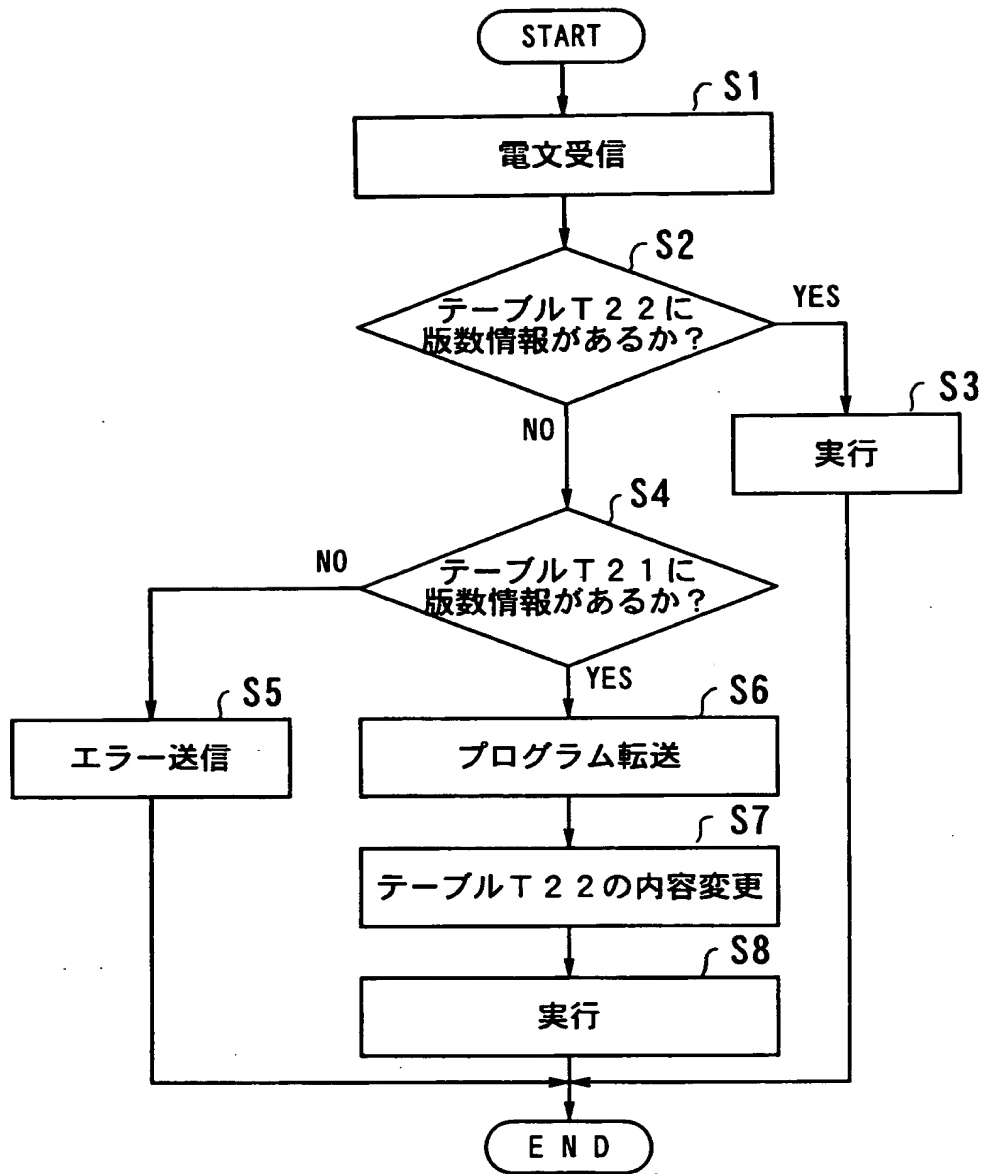 START
S1
電文受信
S2
テーブルT22に
版数情報があるか?
YES
NO
S3
実行
S4
テーブルT21に
版数情報があるか?
NO
YES
S5
エラー送信
S6
プログラム転送
S7
テーブルT22の内容変更
S8
実行
END